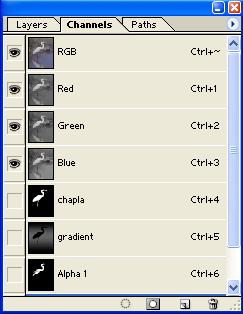 Layers Channels Paths
RGB Ctrl+~
Red Ctrl+1
Green Ctrl+2
Blue Ctrl+3
chapla Ctrl+4
gradient Ctrl+5
Alpha 1 Ctrl+6